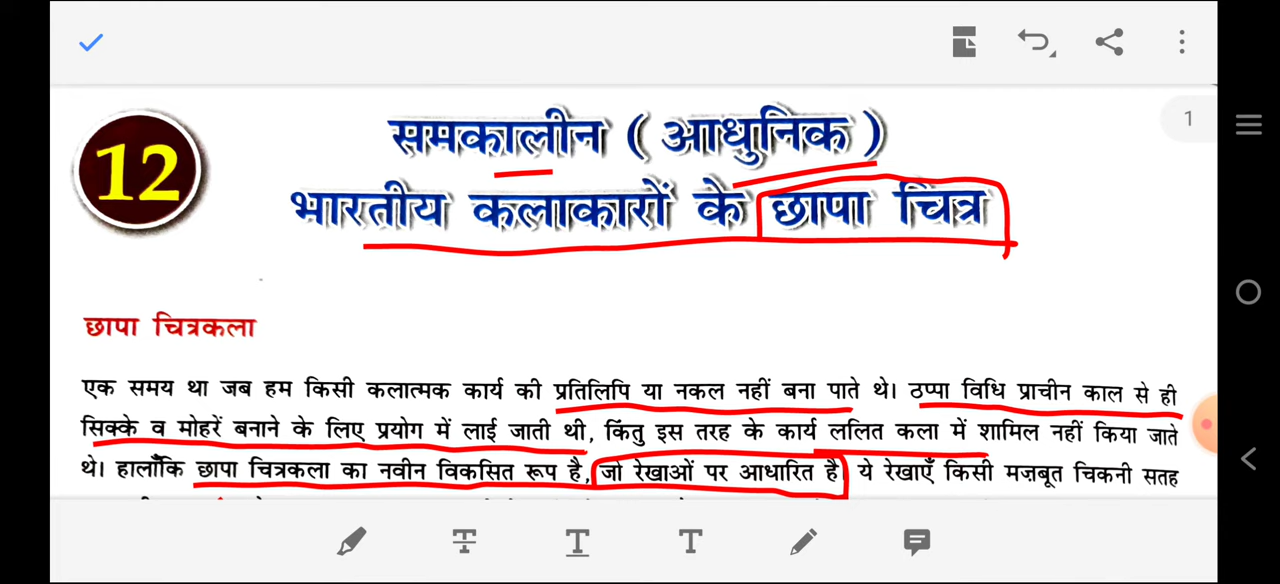 1
12
समकालीन ( आधुनिक )
भारतीय कलाकारों के छापा चित्र
छापा चित्रकला
एक समय था जब हम किसी कलात्मक कार्य की प्रतिलिपि या नकल नहीं बना पाते थे। ठप्पा विधि प्राचीन काल से ही
सिक्के व मोहरें बनाने के लिए प्रयोग में लाई जाती थी, किंतु इस तरह के कार्य ललित कला में शामिल नहीं किया जाते
थे। हालाँकि छापा चित्रकला का नवीन विकसित रूप है, जो रेखाओं पर आधारित है। ये रेखाएँ किसी मज़बूत चिकनी सतह